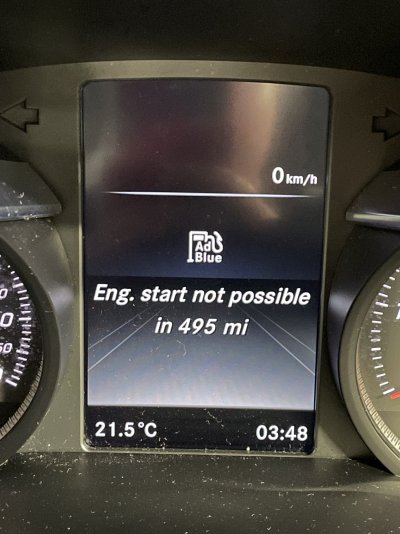 0 km/h
Ad
Blue
Eng. start not possible
in 495 mi
21.5°C
03:48